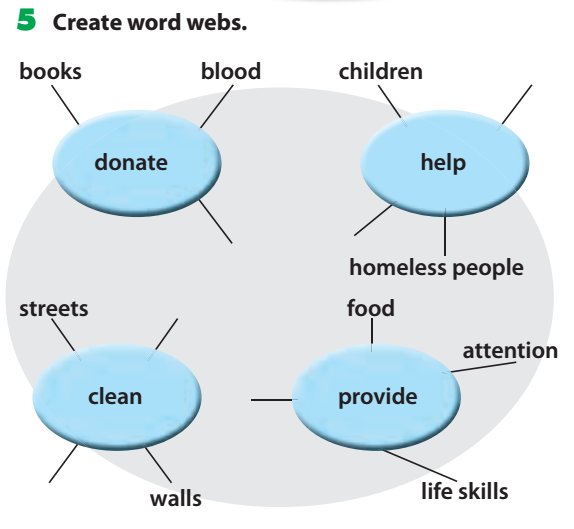 5 Create word webs.
books
blood
donate
children
help
homeless people
streets
clean
walls
food
attention
provide
life skills